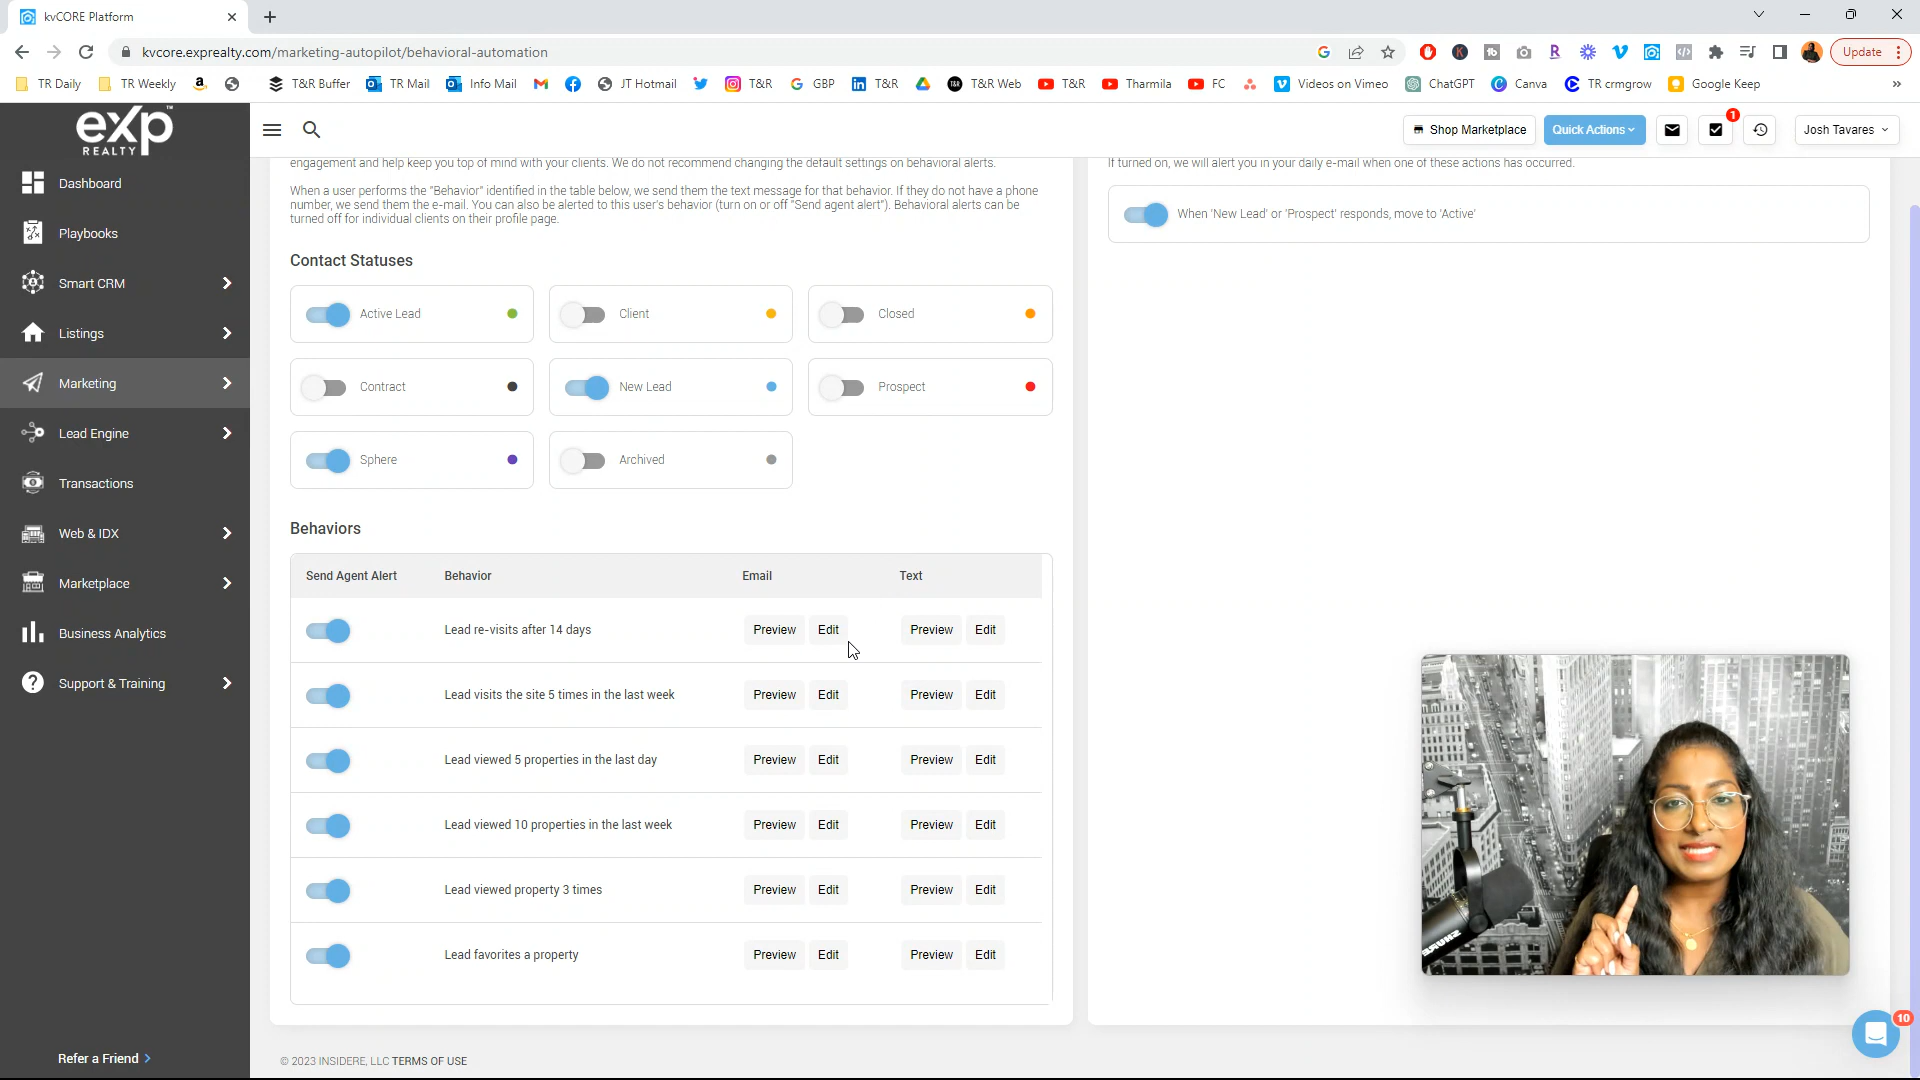 kvCORE Platform
kvcore.exprealty.com/marketing-autopilot/behavioral-automation
Update
TR Daily
TR Weekly
T&R Buffer
TR Mail
Info Mail
JT Hotmail
T&R
GBP
T&R
T&R Web
T&R
Tharmila
FC
Videos on Vimeo
ChatGPT
Canva
TR crmgrow
Google Keep
eXp
REALTY
Shop Marketplace
Quick Actions
1
Josh Tavares
Dashboard
Playbooks
Smart CRM
Listings
Marketing
Lead Engine
Transactions
Web & IDX
Marketplace
Business Analytics
Support & Training
Refer a Friend
engagement and help keep you top of mind with your clients. We do not recommend changing the default settings on behavioral alerts.
When a user performs the "Behavior" identified in the table below, we send them the text message for that behavior. If they do not have a phone
number, we send them the e-mail. You can also be alerted to this user's behavior (turn on or off "Send agent alert"). Behavioral alerts can be
turned off for individual clients on their profile page.
Contact Statuses
Active Lead
Client
Closed
Contract
New Lead
Prospect
Sphere
Archived
Behaviors
Send Agent Alert Behavior Email Text
Lead re-visits after 14 days Preview Edit Preview Edit
Lead visits the site 5 times in the last week Preview Edit Preview Edit
Lead viewed 5 properties in the last day Preview Edit Preview Edit
Lead viewed 10 properties in the last week Preview Edit Preview Edit
Lead viewed property 3 times Preview Edit Preview Edit
Lead favorites a property Preview Edit Preview Edit
If turned on, we will alert you in your daily e-mail when one of these actions has occurred.
When 'New Lead' or 'Prospect' responds, move to 'Active'
SHURE
10
© 2023 INSIDERE, LLC TERMS OF USE